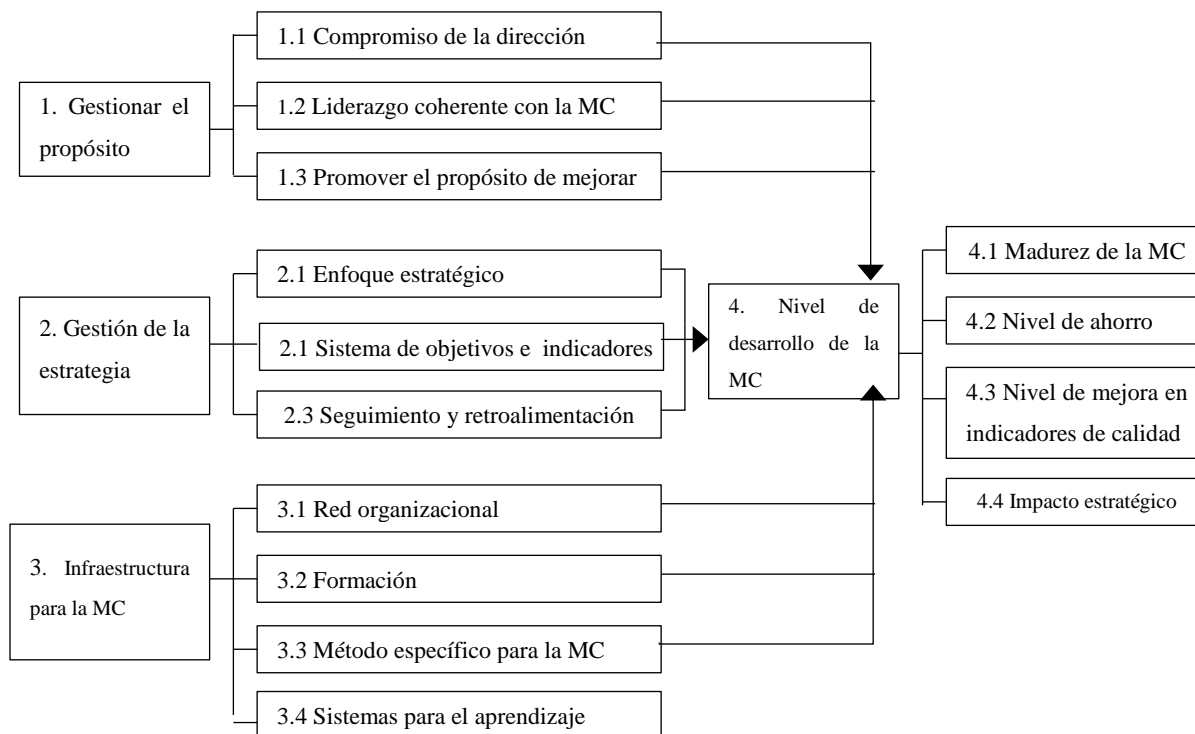 1. Gestionar el
propósito
1.1 Compromiso de la dirección
1.2 Liderazgo coherente con la MC
1.3 Promover el propósito de mejorar
2. Gestión de la
estrategia
2.1 Enfoque estratégico
2.1 Sistema de objetivos e indicadores
2.3 Seguimiento y retroalimentación
3. Infraestructura
para la MC
3.1 Red organizacional
3.2 Formación
3.3 Método específico para la MC
3.4 Sistemas para el aprendizaje
4. Nivel de
desarrollo de la
MC
4.1 Madurez de la MC
4.2 Nivel de ahorro
4.3 Nivel de mejora en
indicadores de calidad
4.4 Impacto estratégico